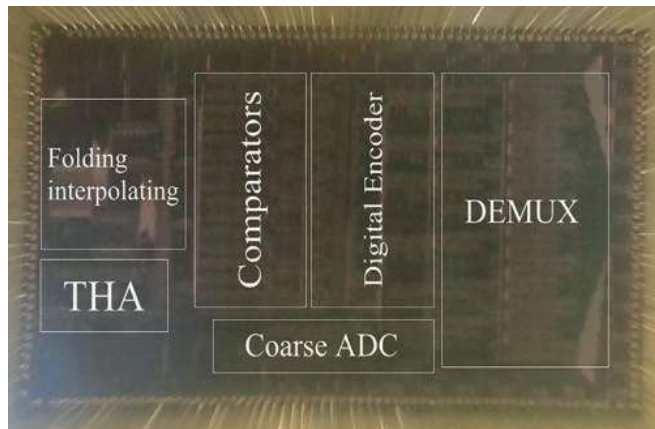 Folding
interpolating
THA
Comparators
Digital Encoder
Coarse ADC
DEMUX